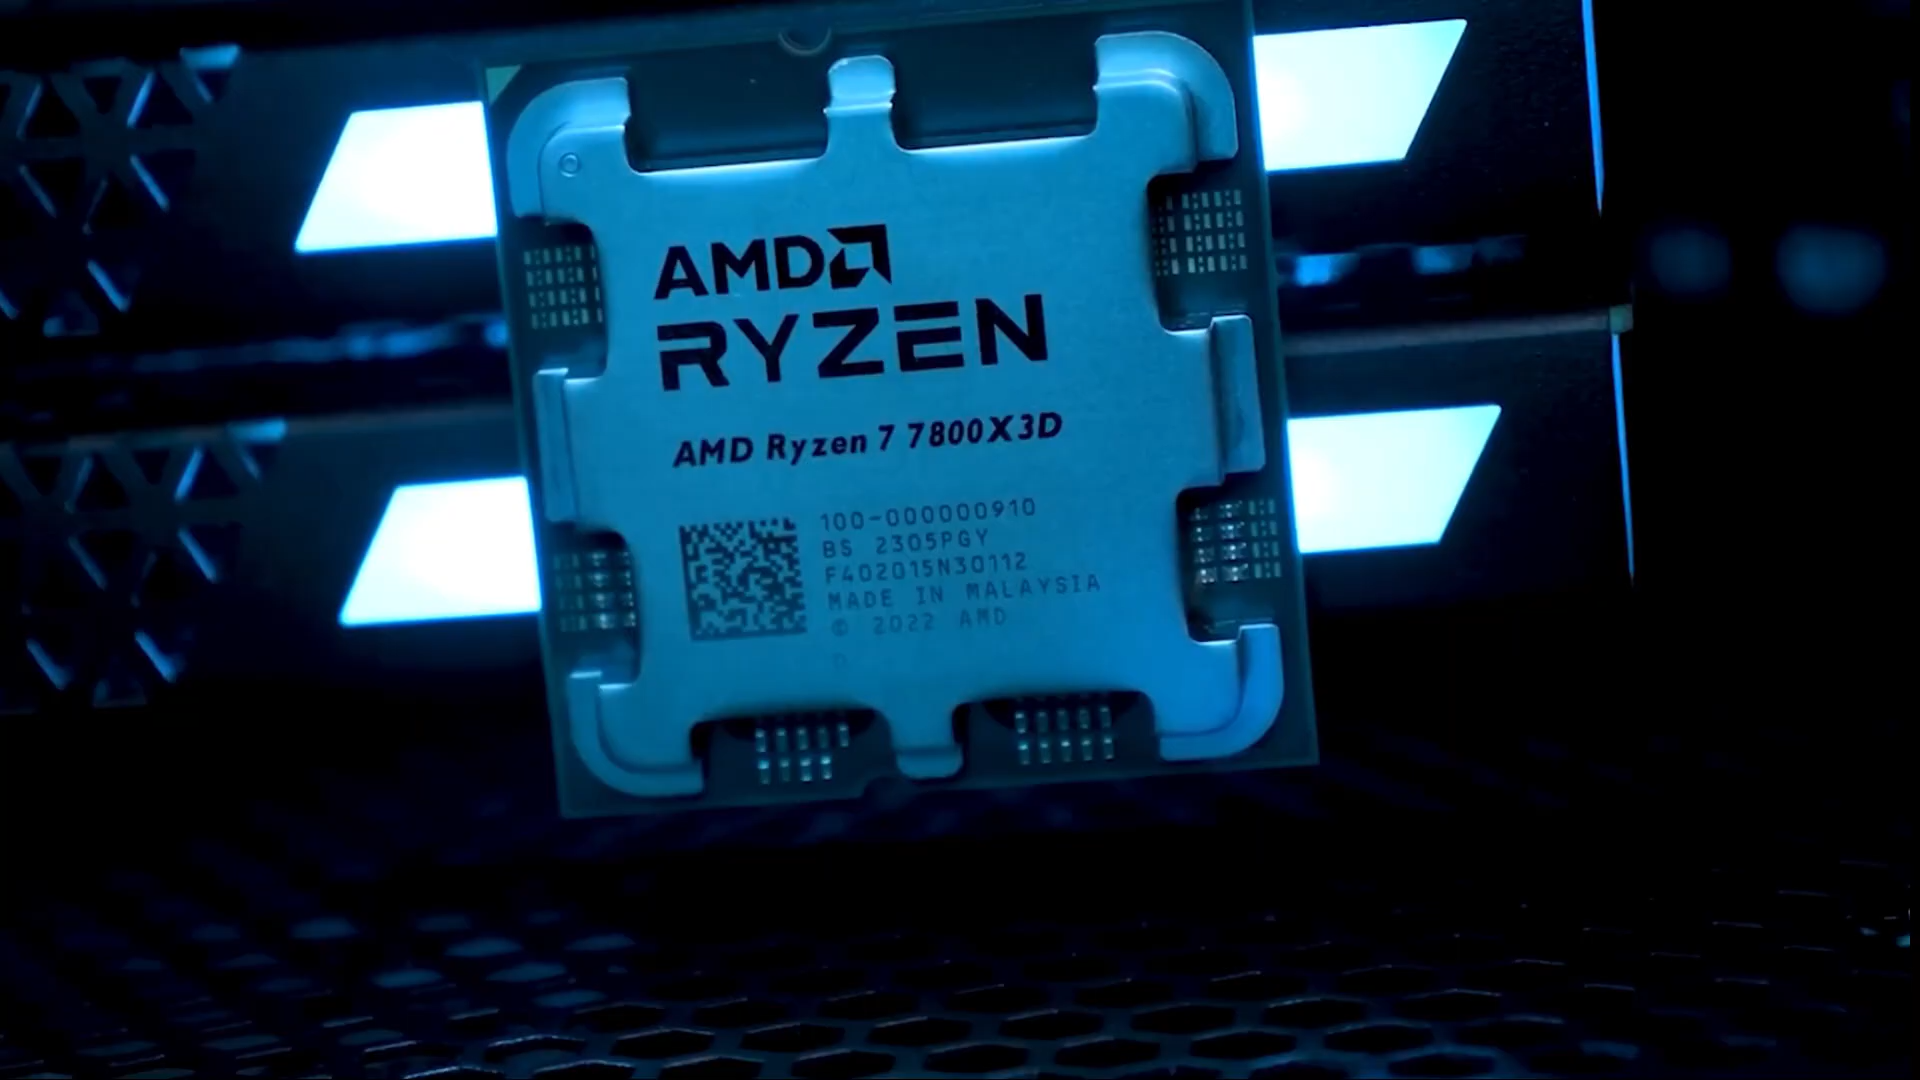 AMD
RYZEN
AMD Ryzen 7 7800X3D
100-000000910
BS 2305PGY
F402015N30112
MADE IN MALAYSIA
© 2022 AMD